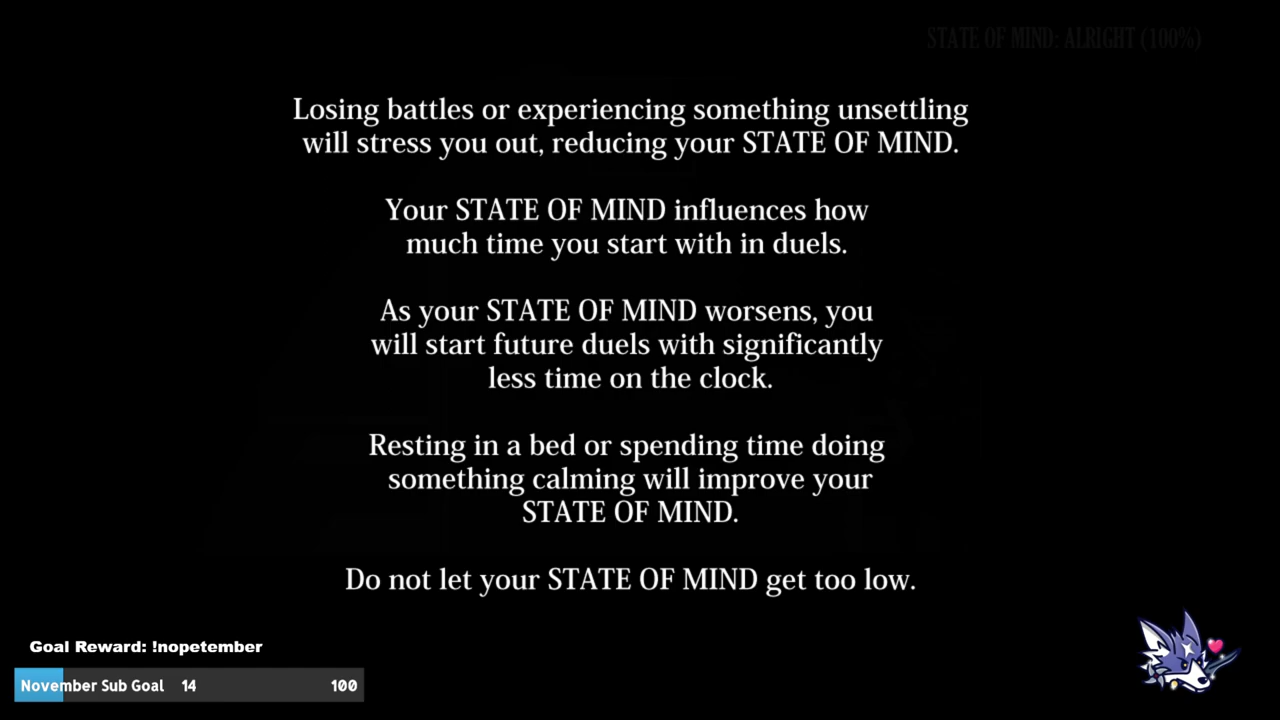 STATE OF MIND: ALRIGHT (100%)
Losing battles or experiencing something unsettling
will stress you out, reducing your STATE OF MIND.
Your STATE OF MIND influences how
much time you start with in duels.
As your STATE OF MIND worsens, you
will start future duels with significantly
less time on the clock.
Resting in a bed or spending time doing
something calming will improve your
STATE OF MIND.
Do not let your STATE OF MIND get too low.
Goal Reward: !nopetember
November Sub Goal 14 100